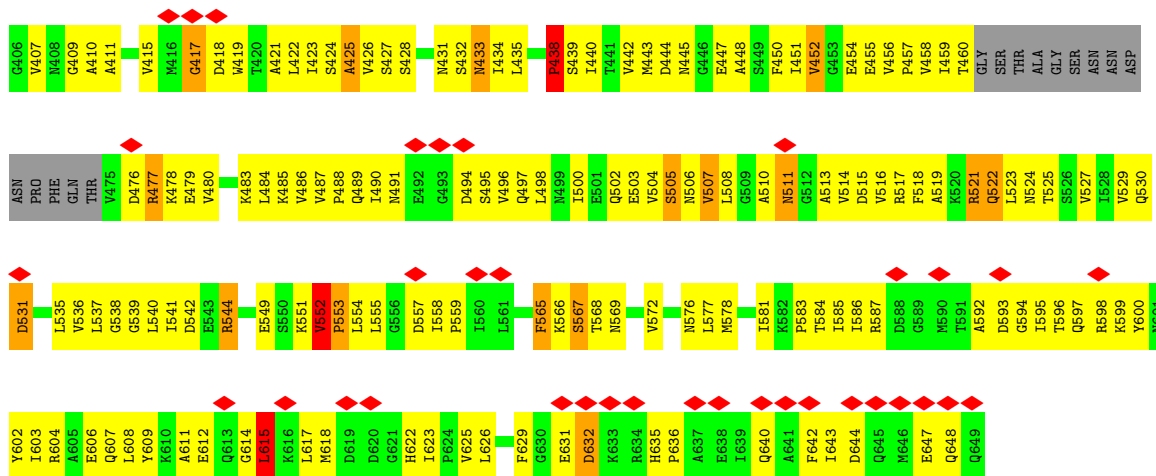 G406 V407 N408 G409 A410 A411 V415 M416 G417 D418 W419 T420 A421 L422 I423 S424 A425 V426 S427 S428 N431 S432 N433 I434 L435 P438 S439 I440 T441 V442 M443 D444 N445 G446 E447 A448 S449 F450 I451 V452 G453 E454 E455 V456 P457 V458 I459 T460 GLY SER THR ALA GLY SER ASN ASN ASP
ASN PRO PHE GLN THR V475 D476 R477 K478 E479 V480 K483 L484 K485 V486 V487 P488 Q489 I490 N491 E492 G493 D494 S495 V496 Q497 L498 N499 I500 E501 Q502 E503 V504 S505 N506 V507 L508 G509 A510 N511 G512 A513 V514 D515 V516 R517 F518 A519 K520 R521 Q522 L523 N524 T525 S526 V527 I528 V529 Q530
D531 L535 V536 L537 G538 G539 L540 I541 D542 E543 R544 E549 S550 K551 V552 P553 L554 L555 G556 D557 I558 P559 I560 L561 F565 K566 S567 T568 N569 V572 N576 L577 M578 I581 K582 P583 T584 I585 I586 R587 D588 G589 M590 T591 A592 D593 G594 I595 T596 Q597 R598 K599 Y600 N601
Y602 I603 R604 A605 E606 Q607 L608 Y609 K610 A611 E612 Q613 G614 L615 K616 L617 M618 D619 D620 G621 H622 I623 P624 V625 L626 F629 G630 E631 D632 K633 R634 H635 P636 A637 E638 I639 Q640 A641 F642 I643 D644 Q645 M646 E647 Q648 Q649